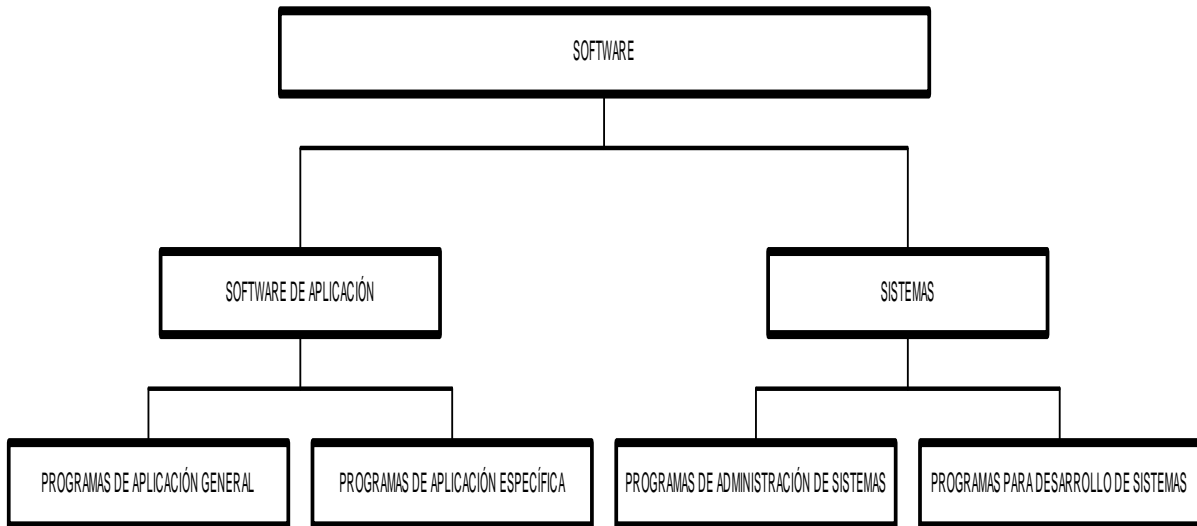 SOFTWARE
SOFTWARE DE APLICACIÓN
SISTEMAS
PROGRAMAS DE APLICACIÓN GENERAL
PROGRAMAS DE APLICACIÓN ESPECÍFICA
PROGRAMAS DE ADMINISTRACIÓN DE SISTEMAS
PROGRAMAS PARA DESARROLLO DE SISTEMAS